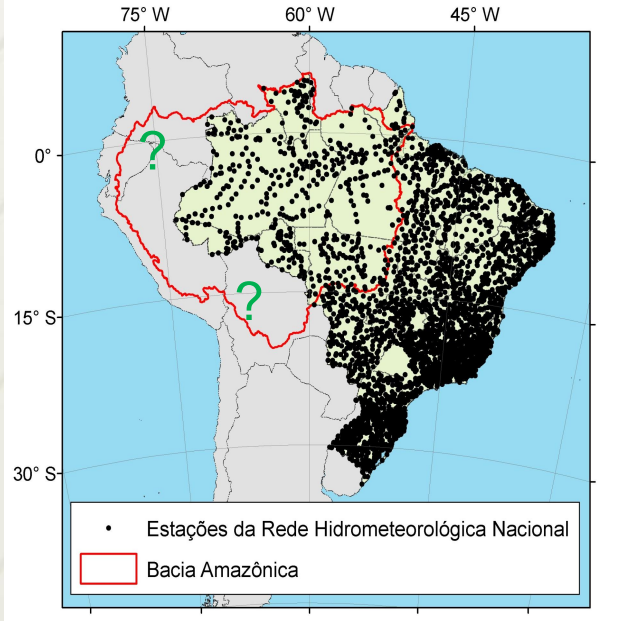 75° W 60° W 45° W
?
0°
?
15° S
30° S
Estações da Rede Hidrometeorológica Nacional
Bacia Amazônica